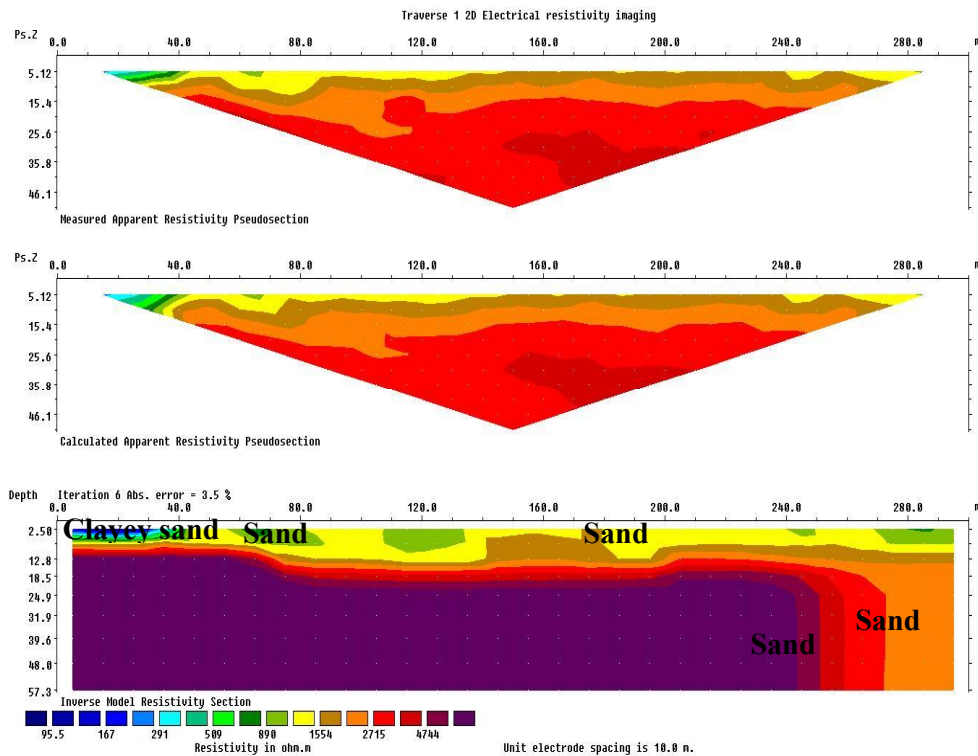 Traverse 1 2D Electrical resistivity imaging
Ps.Z 0.0 40.0 80.0 120.0 160.0 200.0 240.0 280.0 m
5.12
15.4
25.6
35.8
46.1
Measured Apparent Resistivity Pseudosection
Ps.Z 0.0 40.0 80.0 120.0 160.0 200.0 240.0 280.0 m
5.12
15.4
25.6
35.8
46.1
Calculated Apparent Resistivity Pseudosection
Depth Iteration 6 Abs. error = 3.5 %
0.0 40.0 80.0 120.0 160.0 200.0 240.0 280.0 m
2.50 Clayey sand Sand Sand
12.8
18.5
24.9
31.9 Sand
39.6 Sand
48.0
57.3
Inverse Model Resistivity Section
95.5 167 291 509 890 1554 2715 4744
Resistivity in ohm.m Unit electrode spacing is 10.0 m.